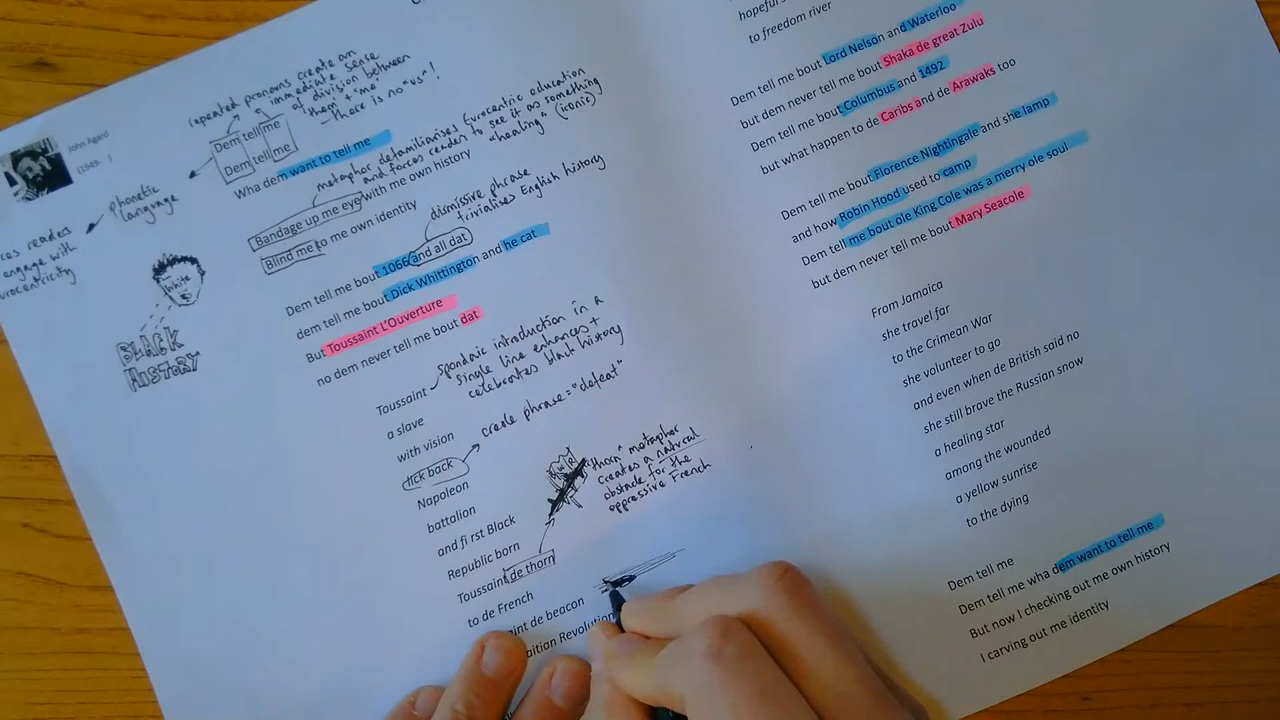 John Agard
(1949- )
repeated pronouns create an
immediate sense
of division between
"them" + "me"
- there is no "us"!
Dem tell me
Dem tell me
Wha dem want to tell me
phonetic
language
readers
engage with
metaphor defamiliarises Eurocentric education
and forces readers to see it as something
"healing" (ironic)
Bandage up me eye with me own history
Blind me to me own identity
dismissive phrase
trivialises English history
White
BLACK
HISTORY
Dem tell me bout 1066 and all dat
dem tell me bout Dick Whittington and he cat
But Toussaint L'Ouverture
no dem never tell me bout dat
Toussaint
a slave
with vision
lick back
Napoleon
battalion
and fi rst Black
Republic born
Toussaint de thorn
to de French
de beacon
spondaic introduction in a
single line enhances +
celebrates black history
crude phrase = "defeat"
"thorn" metaphor
creates a natural
obstacle for the
oppressive French
to freedom river
Dem tell me bout Lord Nelson and Waterloo
but dem never tell me bout Shaka de great Zulu
Dem tell me bout Columbus and 1492
but what happen to de Caribs and de Arawaks too
Dem tell me bout Florence Nightingale and she lamp
and how Robin Hood used to camp
Dem tell me bout ole King Cole was a merry ole soul
but dem never tell me bout Mary Seacole
From Jamaica
she travel far
to the Crimean War
she volunteer to go
and even when de British said no
she still brave the Russian snow
a healing star
among the wounded
a yellow sunrise
to the dying
Dem tell me
Dem tell me wha dem want to tell me
But now I checking out me own history
I carving out me identity